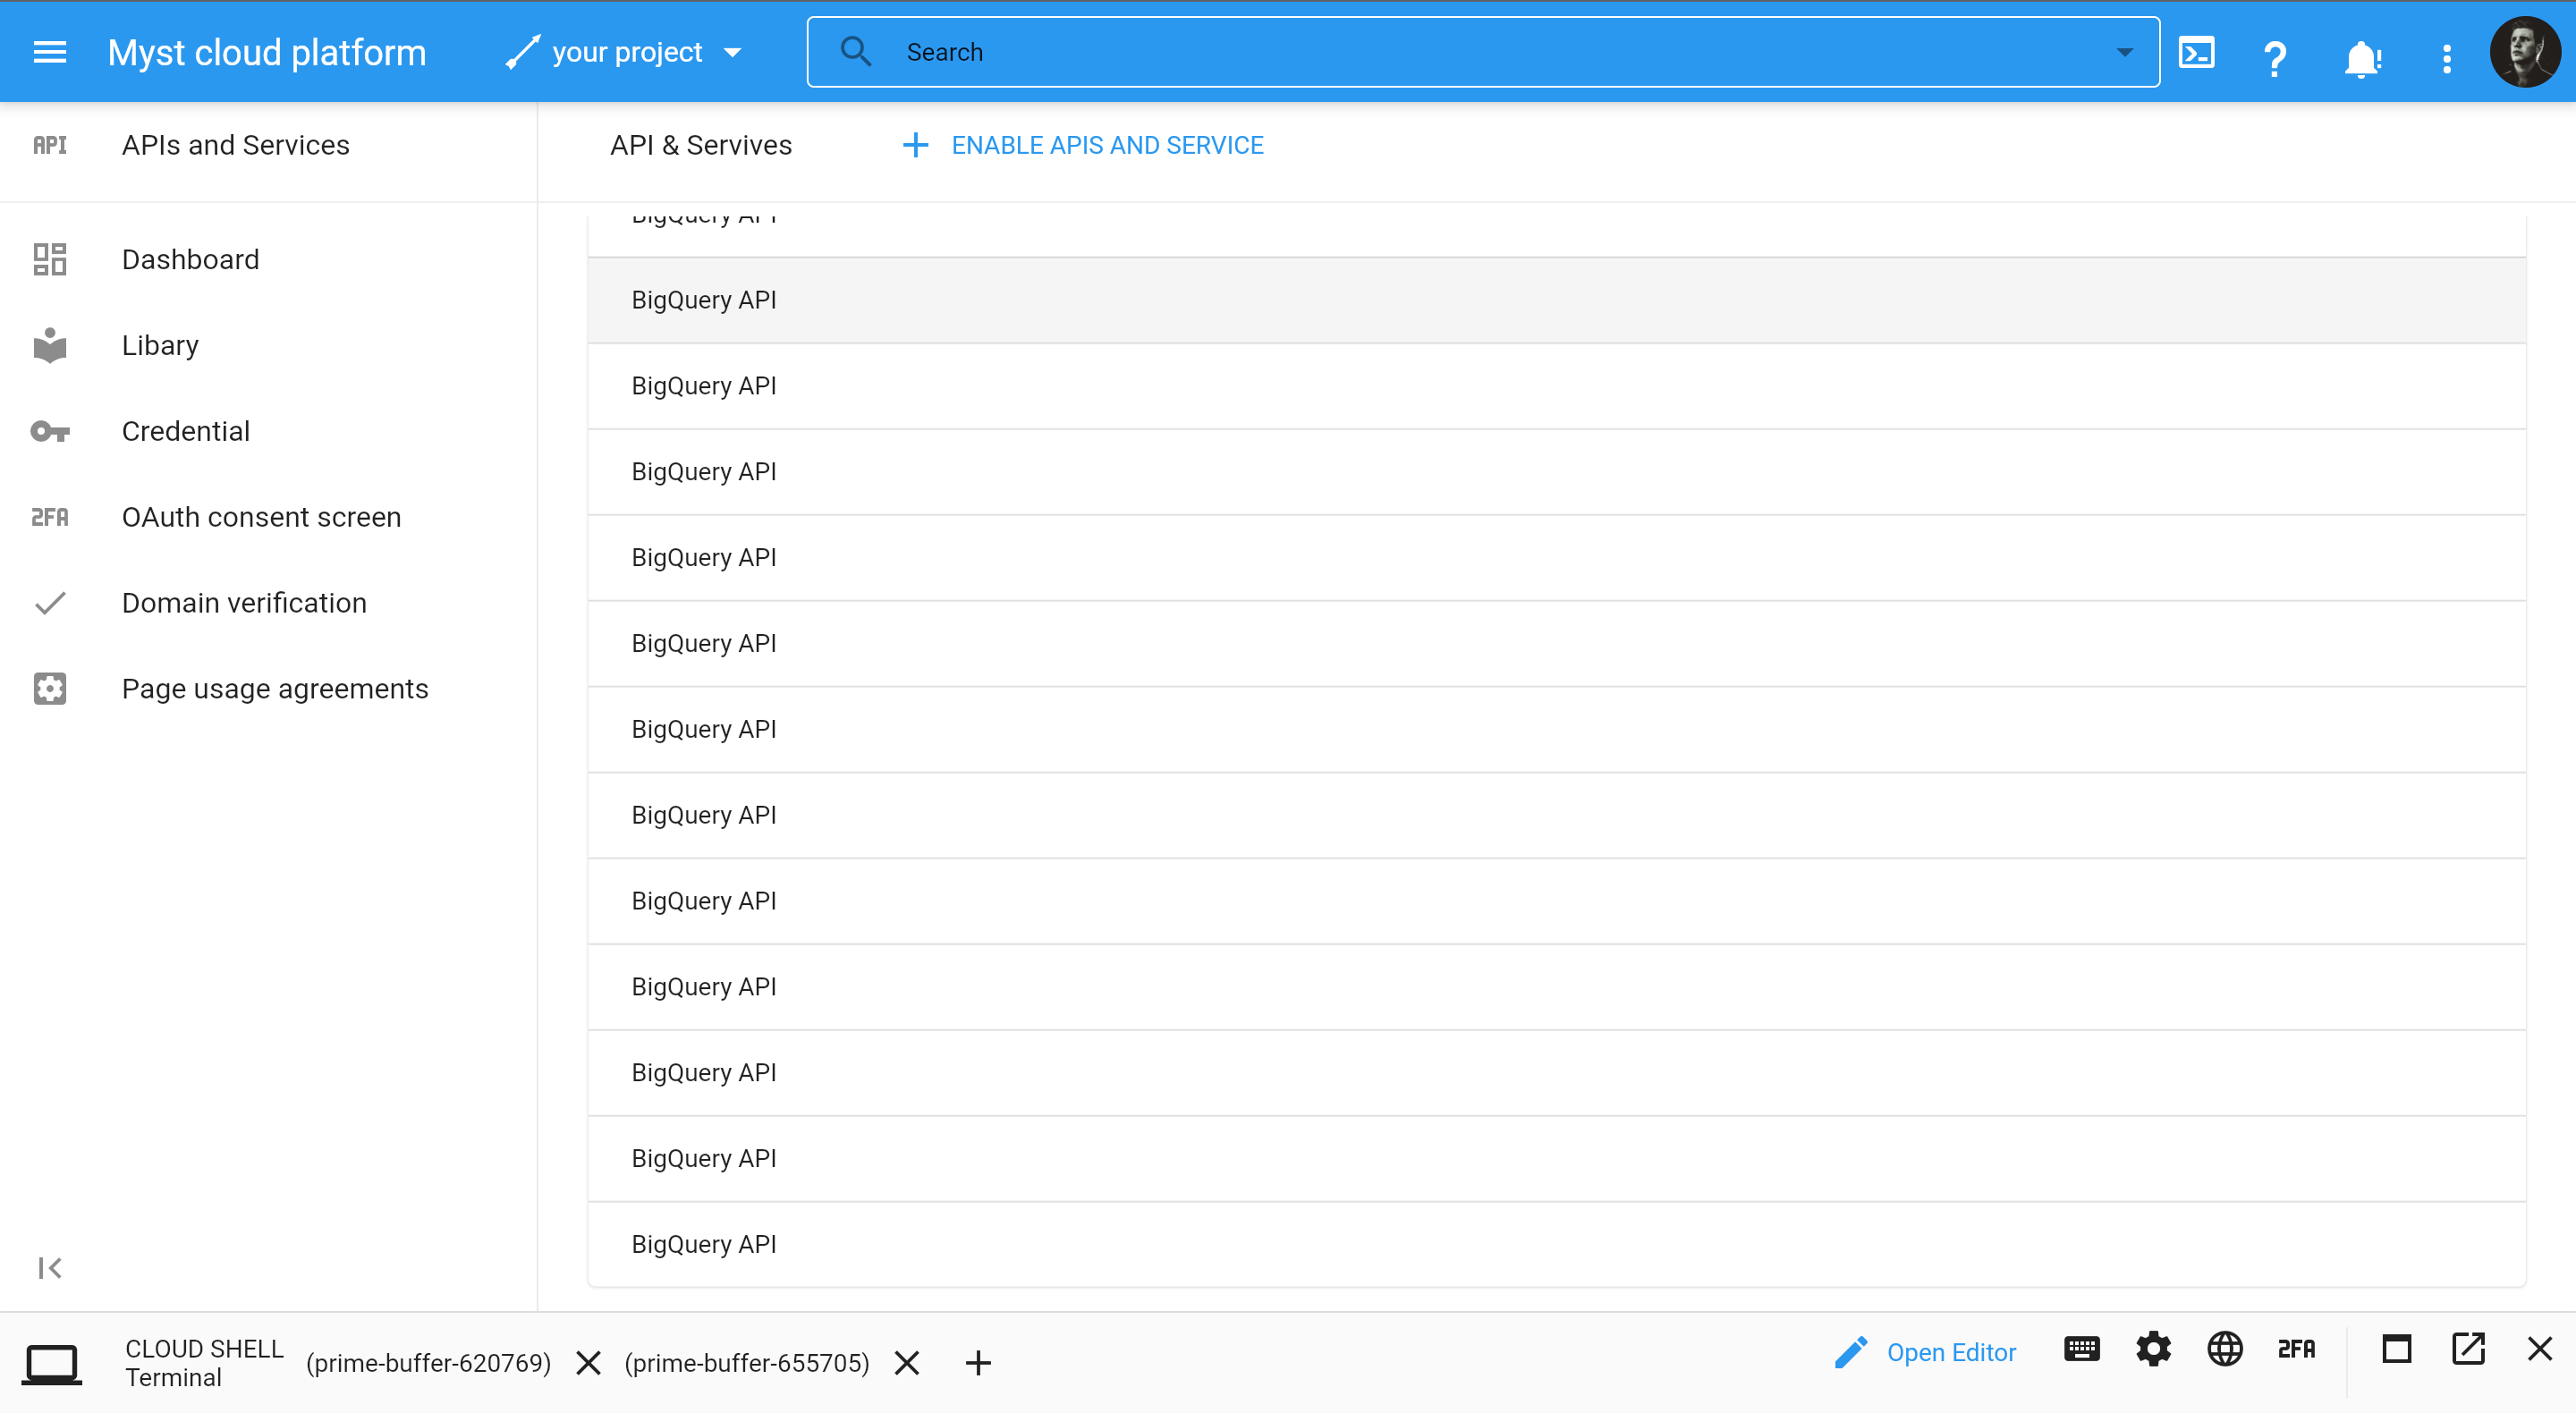 Myst cloud platform
your project
Search
API
APIs and Services
API & Servives
ENABLE APIS AND SERVICE
Dashboard
Libary
Credential
2FA
OAuth consent screen
Domain verification
Page usage agreements
BigQuery API
BigQuery API
BigQuery API
BigQuery API
BigQuery API
BigQuery API
BigQuery API
BigQuery API
BigQuery API
BigQuery API
BigQuery API
BigQuery API
BigQuery API
CLOUD SHELL
Terminal
(prime-buffer-620769)
(prime-buffer-655705)
Open Editor
2FA